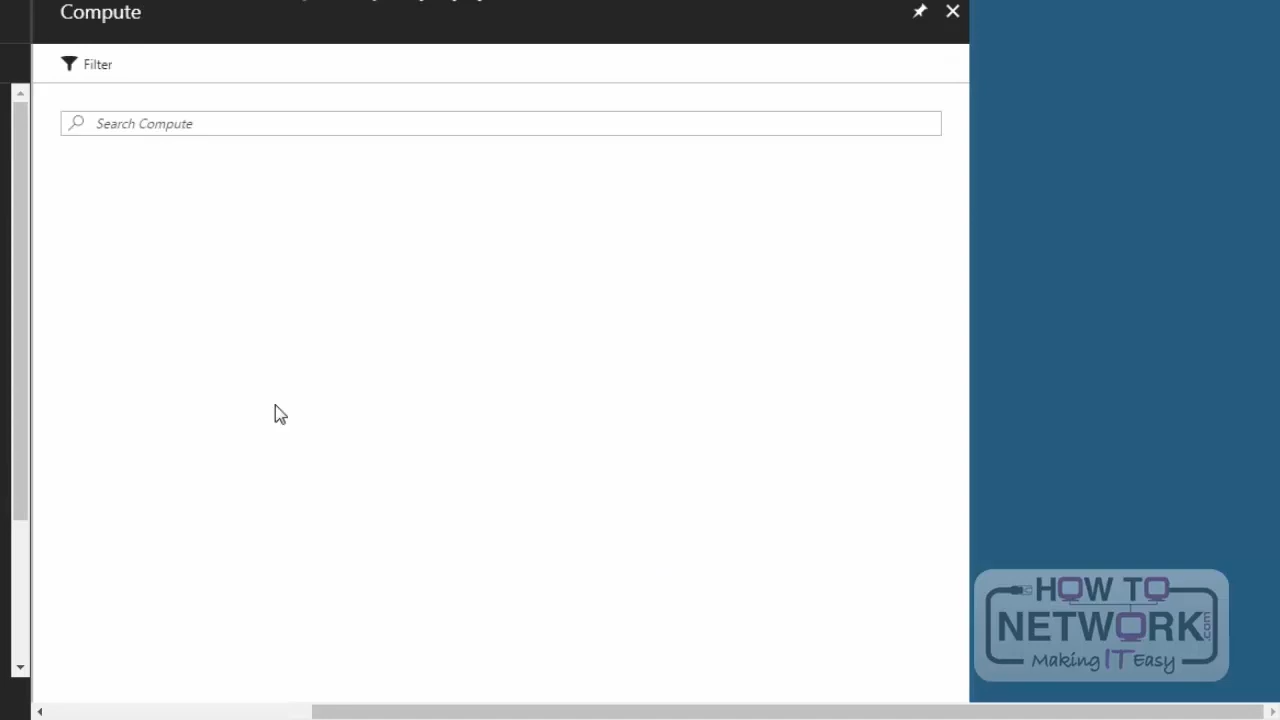 Compute
Filter
Search Compute
HOW TO
NETWORK.com
Making IT Easy